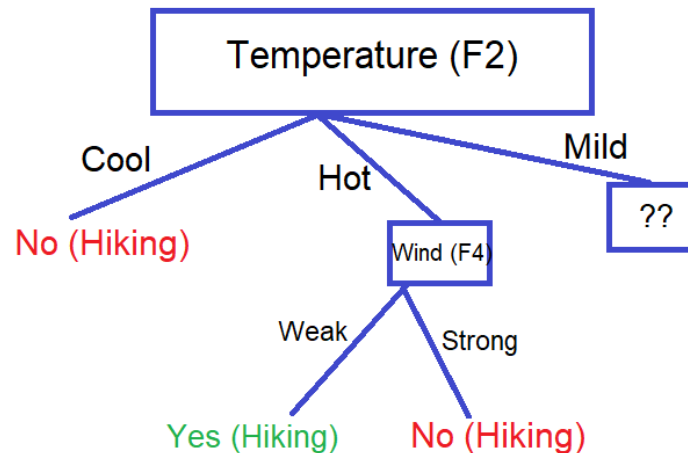 Temperature (F2)
Cool
Hot
Mild
No (Hiking)
Wind (F4)
??
Weak
Strong
Yes (Hiking)
No (Hiking)